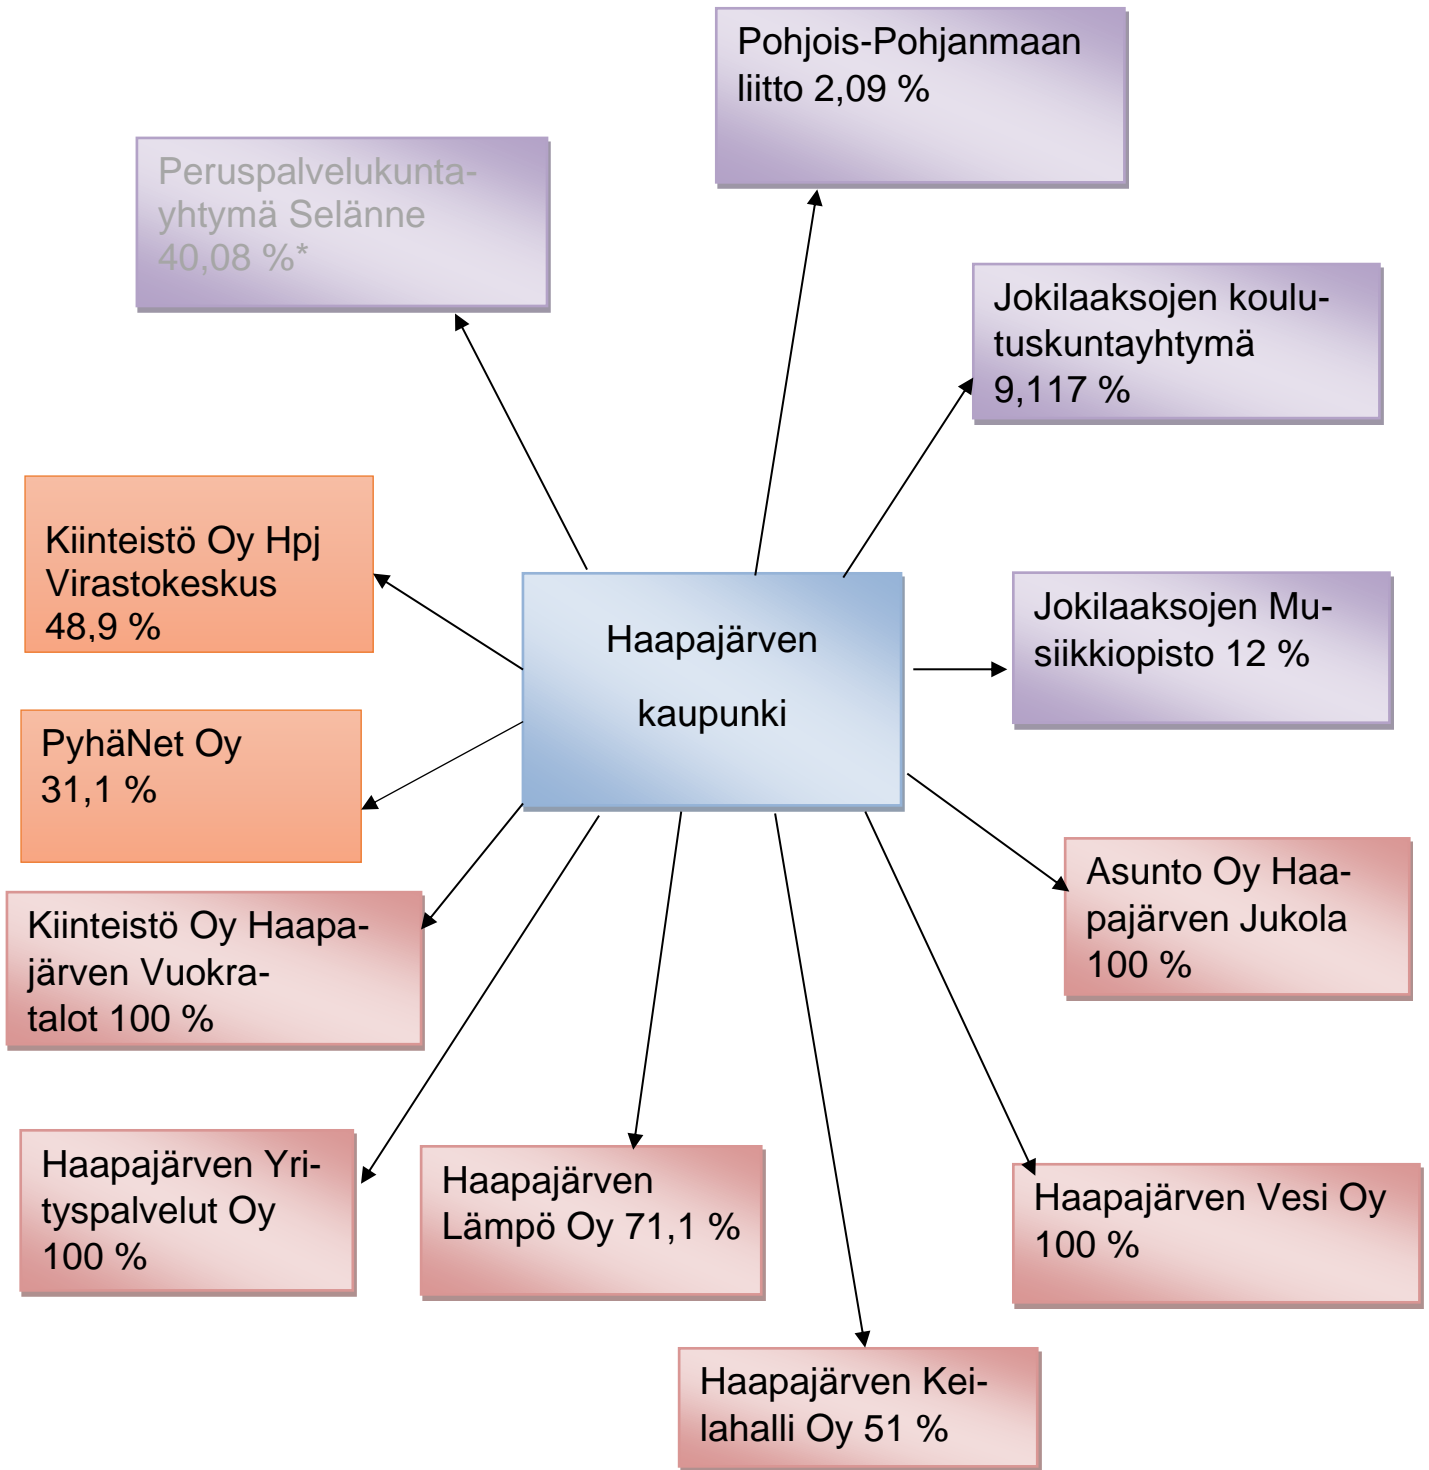 Pohjois-Pohjanmaan
liitto 2,09 %
Peruspalvelukunta-
yhtymä Selänne
40,08 %*
Jokilaaksojen koulu-
tuskuntayhtymä
9,117 %
Kiinteistö Oy Hpj
Virastokeskus
48,9 %
Haapajärven
kaupunki
Jokilaaksojen Mu-
siikkiopisto 12 %
PyhäNet Oy
31,1 %
Asunto Oy Haa-
pajärven Jukola
100 %
Kiinteistö Oy Haapa-
järven Vuokra-
talot 100 %
Haapajärven Yri-
tyspalvelut Oy
100 %
Haapajärven
Lämpö Oy 71,1 %
Haapajärven Vesi Oy
100 %
Haapajärven Kei-
lahalli Oy 51 %